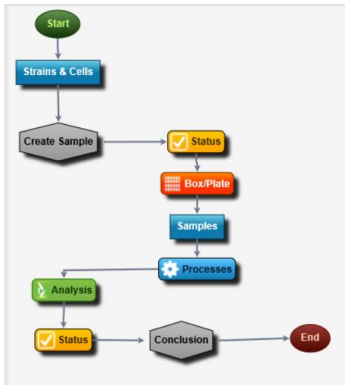 Start
Strains & Cells
Create Sample
Status
Box/Plate
Samples
Processes
Analysis
Status
Conclusion
End